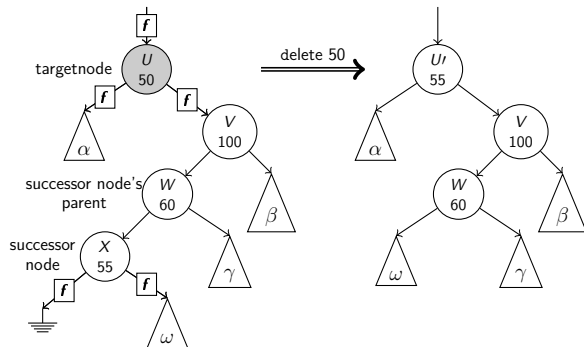 f
U
50
targetnode
f
f
α
V
100
successor node's
parent
W
60
β
successor
node
X
55
γ
f
f
ω
delete 50
U′
55
α
V
100
W
60
β
ω
γ